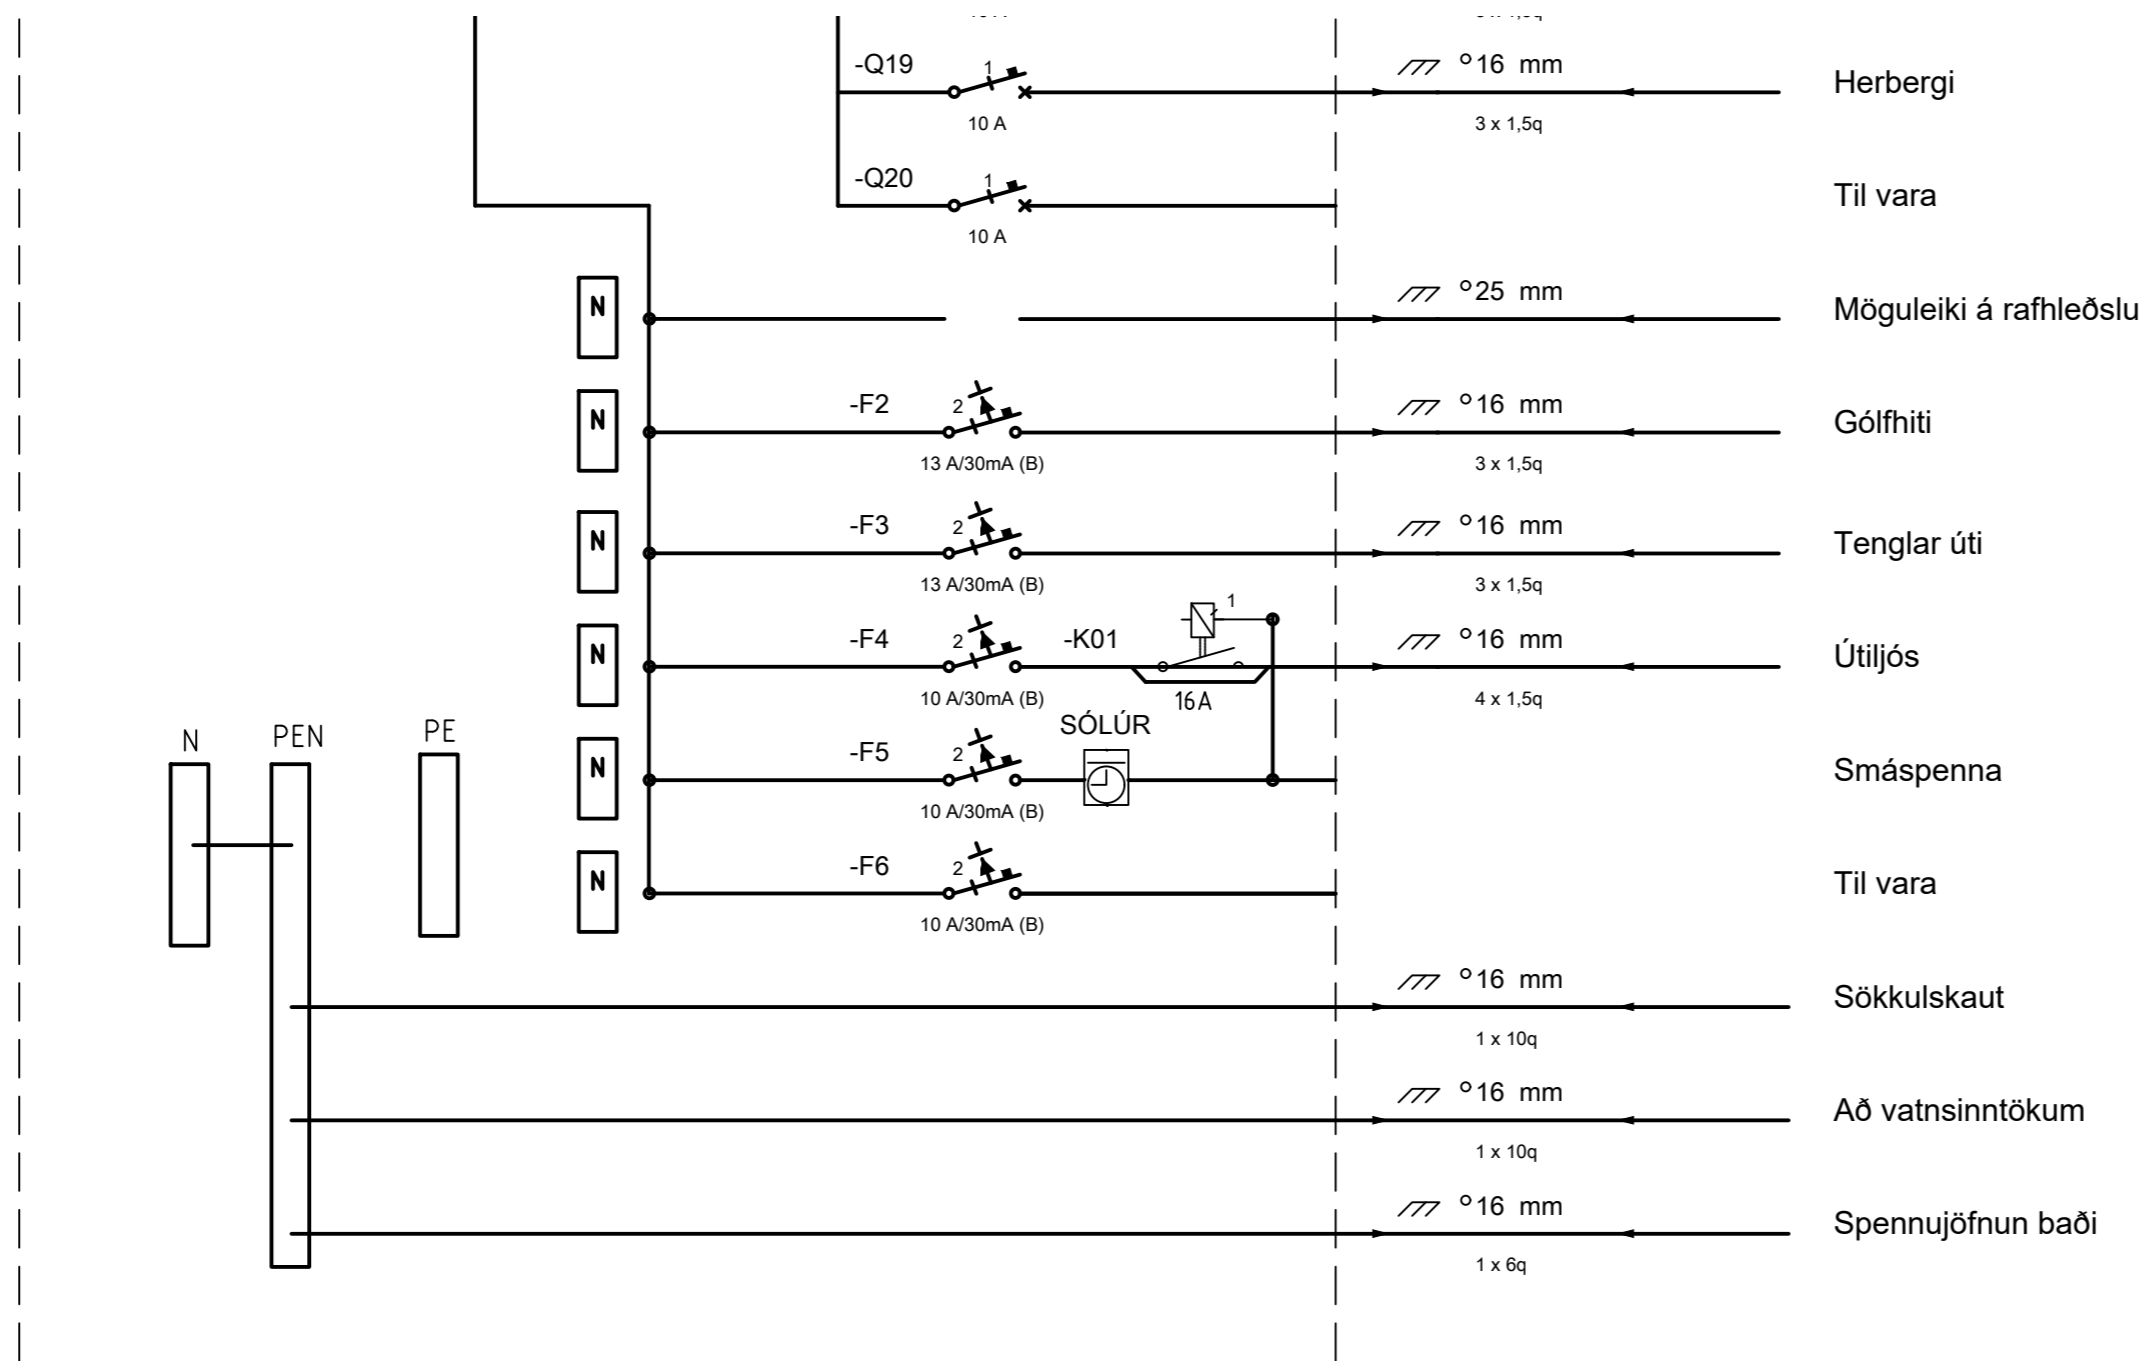 -Q19
1
10 A
16 mm
3 x 1,5q
Herbergi
-Q20
1
10 A
Til vara
N
25 mm
Möguleiki á rafhleðslu
N
-F2
2
13 A/30mA (B)
16 mm
3 x 1,5q
Gólfhiti
N
-F3
2
13 A/30mA (B)
16 mm
3 x 1,5q
Tenglar úti
N
-F4
2
10 A/30mA (B)
-K01
1
16A
16 mm
4 x 1,5q
Útiljós
N
-F5
2
10 A/30mA (B)
SÓLÚR
Smáspenna
N
PEN
PE
N
-F6
2
10 A/30mA (B)
Til vara
16 mm
1 x 10q
Sökkulskaut
16 mm
1 x 10q
Að vatnsinntökum
16 mm
1 x 6q
Spennujöfnun baði